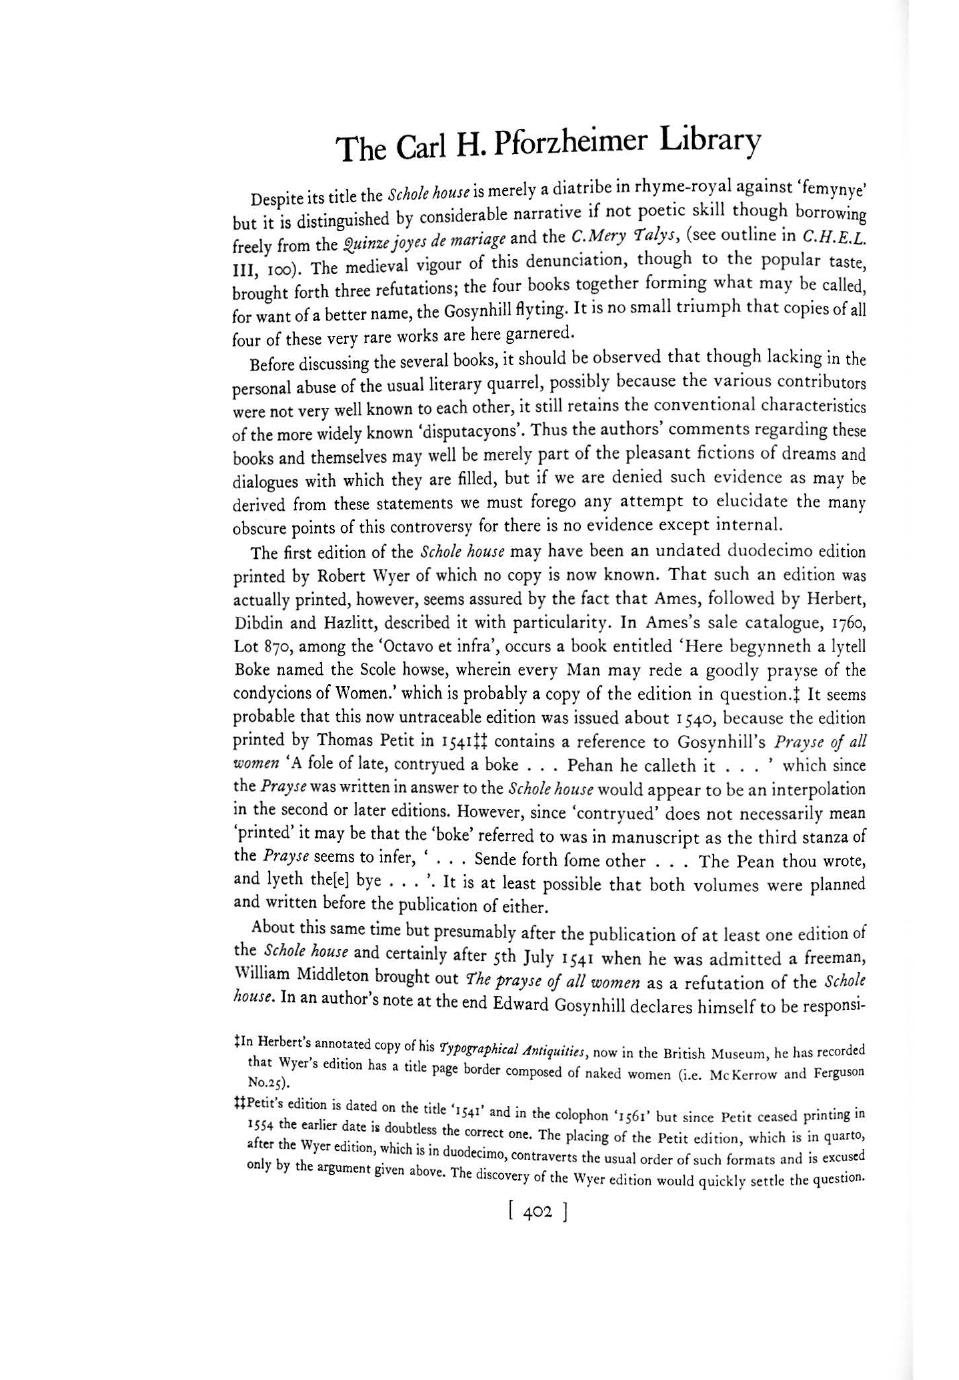 The Carl H. Pforzheimer Library
Despite its title the Schole house is merely a diatribe in rhyme-royal against ‘femynye’
but it is distinguished by considerable narrative if not poetic skill though borrowing
freely from the Quinze joyes de mariage and the C.Mery Talys, (see outline in C.H.E.L.
III, 100). The medieval vigour of this denunciation, though to the popular taste,
brought forth three refutations; the four books together forming what may be called,
for want of a better name, the Gosynhill flyting. It is no small triumph that copies of all
four of these very rare works are here garnered.
Before discussing the several books, it should be observed that though lacking in the
personal abuse of the usual literary quarrel, possibly because the various contributors
were not very well known to each other, it still retains the conventional characteristics
of the more widely known ‘disputacyons’. Thus the authors’ comments regarding these
books and themselves may well be merely part of the pleasant fictions of dreams and
dialogues with which they are filled, but if we are denied such evidence as may be
derived from these statements we must forego any attempt to elucidate the many
obscure points of this controversy for there is no evidence except internal.
The first edition of the Schole house may have been an undated duodecimo edition
printed by Robert Wyer of which no copy is now known. That such an edition was
actually printed, however, seems assured by the fact that Ames, followed by Herbert,
Dibdin and Hazlitt, described it with particularity. In Ames’s sale catalogue, 1760,
Lot 870, among the ‘Octavo et infra’, occurs a book entitled ‘Here begynneth a lytell
Boke named the Scole howse, wherein every Man may rede a goodly prayse of the
condycions of Women.’ which is probably a copy of the edition in question.‡ It seems
probable that this now untraceable edition was issued about 1540, because the edition
printed by Thomas Petit in 1541‡‡ contains a reference to Gosynhill’s Prayse of all
women ‘A fole of late, contryued a boke . . . Pehan he calleth it . . . ’ which since
the Prayse was written in answer to the Schole house would appear to be an interpolation
in the second or later editions. However, since ‘contryued’ does not necessarily mean
‘printed’ it may be that the ‘boke’ referred to was in manuscript as the third stanza of
the Prayse seems to infer, ‘ . . . Sende forth fome other . . . The Pean thou wrote,
and lyeth the[e] bye . . . ’. It is at least possible that both volumes were planned
and written before the publication of either.
About this same time but presumably after the publication of at least one edition of
the Schole house and certainly after 5th July 1541 when he was admitted a freeman,
William Middleton brought out The prayse of all women as a refutation of the Schole
house. In an author’s note at the end Edward Gosynhill declares himself to be responsi-
‡In Herbert’s annotated copy of his Typographical Antiquities, now in the British Museum, he has recorded
that Wyer’s edition has a title page border composed of naked women (i.e. McKerrow and Ferguson
No.25).
‡‡Petit’s edition is dated on the title ‘1541’ and in the colophon ‘1561’ but since Petit ceased printing in
1554 the earlier date is doubtless the correct one. The placing of the Petit edition, which is in quarto,
after the Wyer edition, which is in duodecimo, contraverts the usual order of such formats and is excused
only by the argument given above. The discovery of the Wyer edition would quickly settle the question.
[ 402 ]